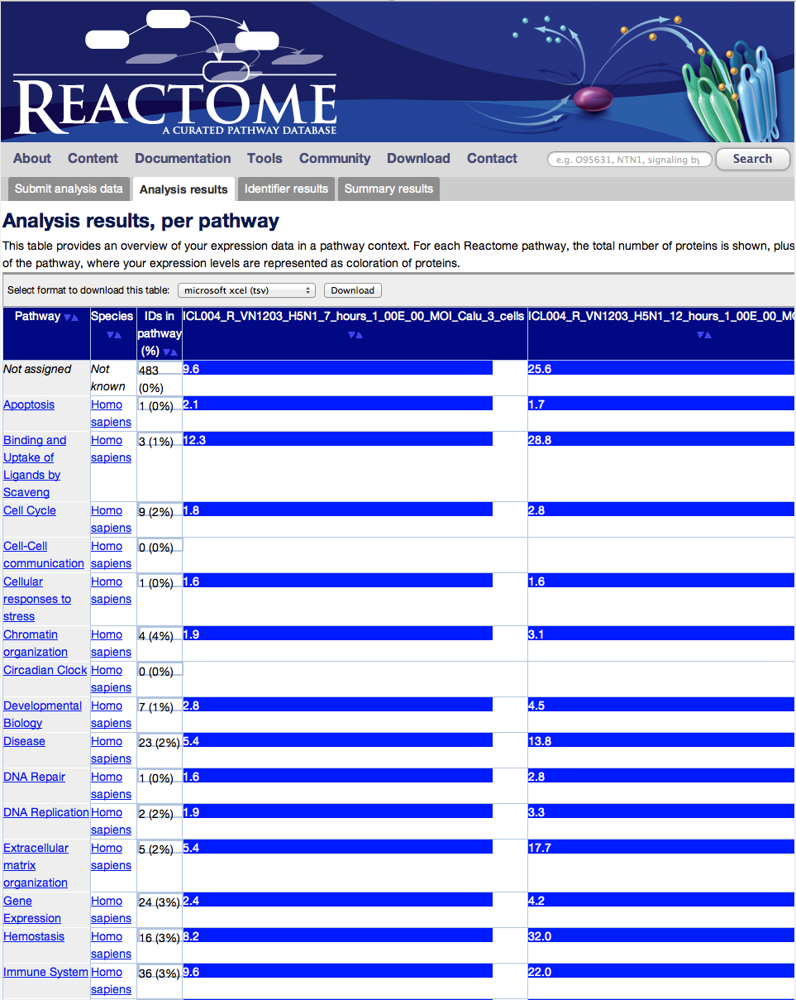 REACTOME
A CURATED PATHWAY DATABASE
About Content Documentation Tools Community Download Contact e.g. O95631, NTN1, signaling by Search
Submit analysis data Analysis results Identifier results Summary results
Analysis results, per pathway
This table provides an overview of your expression data in a pathway context. For each Reactome pathway, the total number of proteins is shown, plus
of the pathway, where your expression levels are represented as coloration of proteins.
Select format to download this table: microsoft xcel (tsv) Download
Pathway Species IDs in ICL004_R_VN1203_H5N1_7_hours_1_00E_00_MOI_Calu_3_cells ICL004_R_VN1203_H5N1_12_hours_1_00E_00_MO
pathway
(%)
Not assigned Not 483 9.6 25.6
known (0%)
Apoptosis Homo 1 (0%) 2.1 1.7
sapiens
Binding and Homo 3 (1%) 12.3 28.8
Uptake of sapiens
Ligands by
Scaveng
Cell Cycle Homo 9 (2%) 1.8 2.8
sapiens
Cell-Cell Homo 0 (0%)
communication sapiens
Cellular Homo 1 (0%) 1.6 1.6
responses to sapiens
stress
Chromatin Homo 4 (4%) 1.9 3.1
organization sapiens
Circadian Clock Homo 0 (0%)
sapiens
Developmental Homo 7 (1%) 2.8 4.5
Biology sapiens
Disease Homo 23 (2%) 5.4 13.8
sapiens
DNA Repair Homo 1 (0%) 1.6 2.8
sapiens
DNA Replication Homo 2 (2%) 1.9 3.3
sapiens
Extracellular Homo 5 (2%) 5.4 17.7
matrix sapiens
organization
Gene Homo 24 (3%) 2.4 4.2
Expression sapiens
Hemostasis Homo 16 (3%) 8.2 32.0
sapiens
Immune System Homo 36 (3%) 9.6 22.0
sapiens